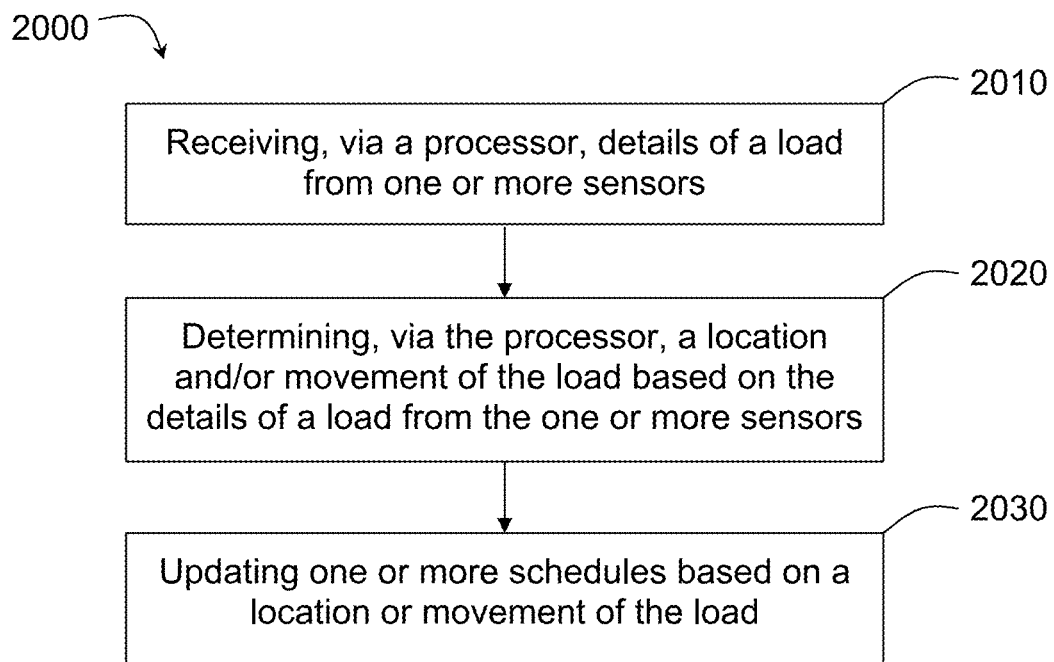 2000
2010
Receiving, via a processor, details of a load
from one or more sensors
2020
Determining, via the processor, a location
and/or movement of the load based on the
details of a load from the one or more sensors
2030
Updating one or more schedules based on a
location or movement of the load